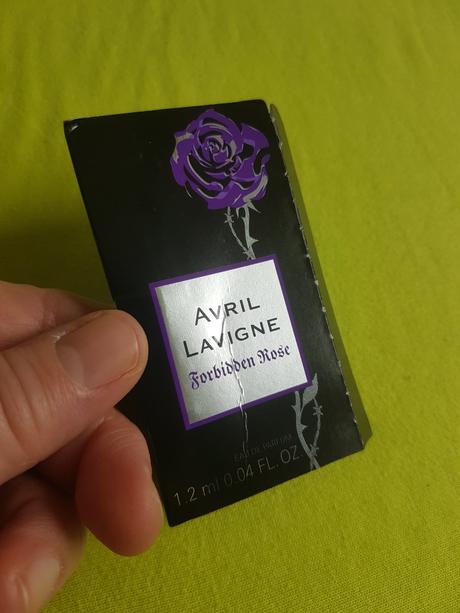 AVRIL
LAVIGNE
Forbidden Rose
EAU DE PARFUM
1.2 ml 0.04 FL. OZ